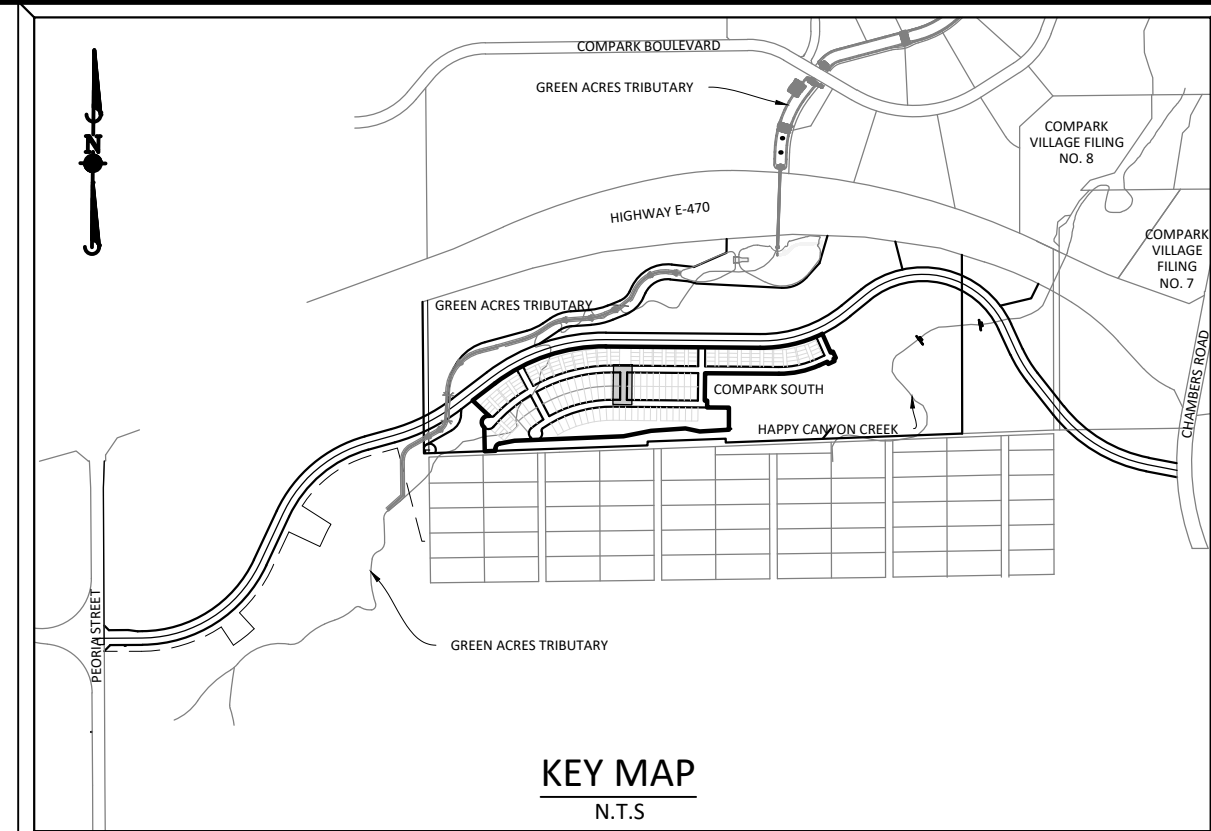 COMPARK BOULEVARD
GREEN ACRES TRIBUTARY
COMPARK
VILLAGE FILING
NO. 8
N
HIGHWAY E-470
COMPARK
VILLAGE
FILING
NO. 7
GREEN ACRES TRIBUTARY
COMPARK SOUTH
CHAMBERS ROAD
HAPPY CANYON CREEK
PEORIA STREET
GREEN ACRES TRIBUTARY
KEY MAP
N.T.S